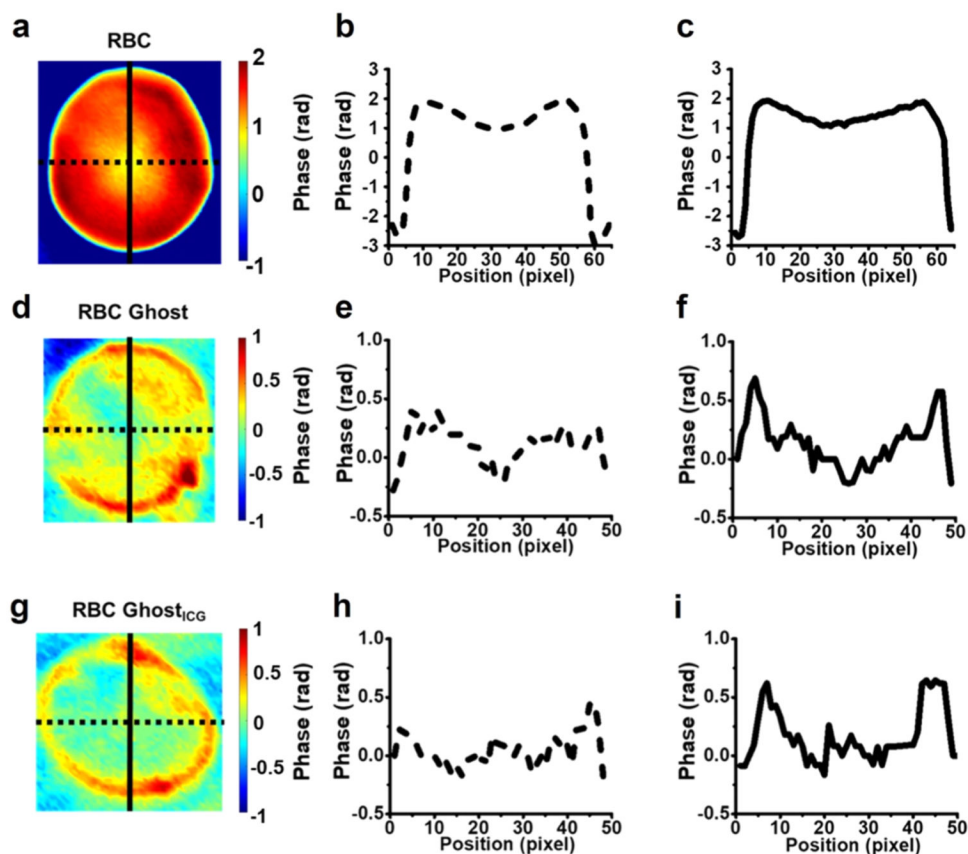 a
RBC
2
1
0
-1
b
Phase (rad)
3
2
1
0
-1
-2
-3
0 10 20 30 40 50 60
Position (pixel)
c
Phase (rad)
3
2
1
0
-1
-2
-3
0 10 20 30 40 50 60
Position (pixel)
d
RBC Ghost
1
0.5
0
-0.5
-1
e
Phase (rad)
1.0
0.5
0.0
-0.5
0 10 20 30 40 50
Position (pixel)
f
Phase (rad)
1.0
0.5
0.0
-0.5
0 10 20 30 40 50
Position (pixel)
g
RBC GhostICG
1
0.5
0
-0.5
-1
h
Phase (rad)
1.0
0.5
0.0
-0.5
0 10 20 30 40 50
Position (pixel)
i
Phase (rad)
1.0
0.5
0.0
-0.5
0 10 20 30 40 50
Position (pixel)